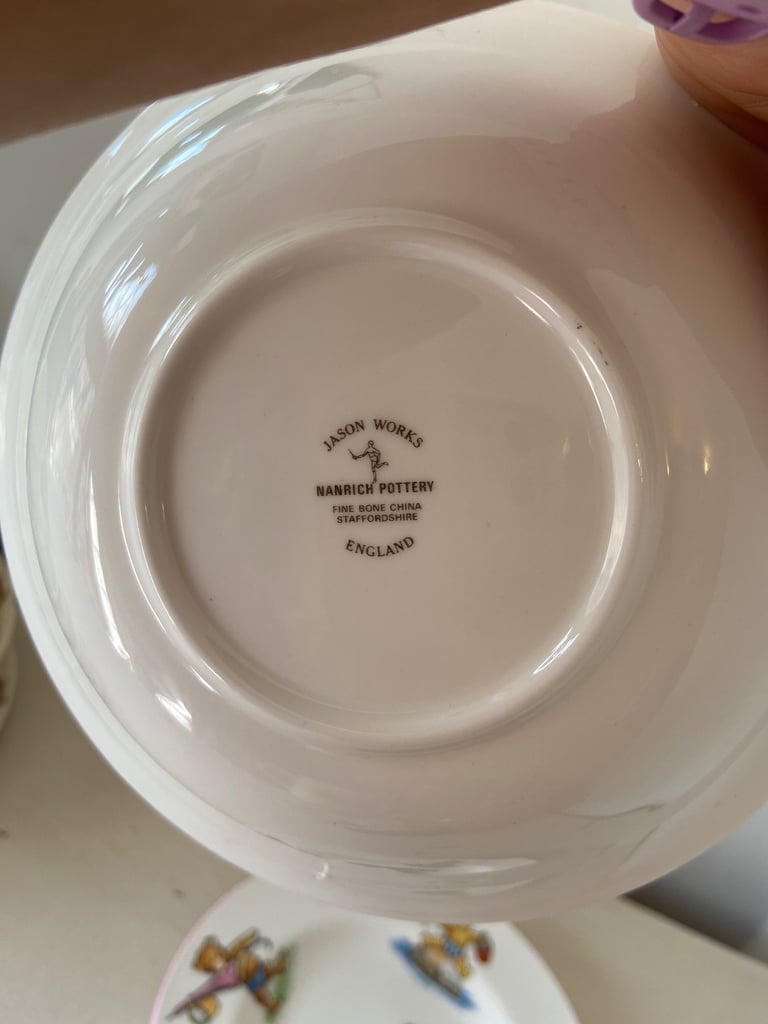 JASON WORKS
NANRICH POTTERY
FINE BONE CHINA
STAFFORDSHIRE
ENGLAND